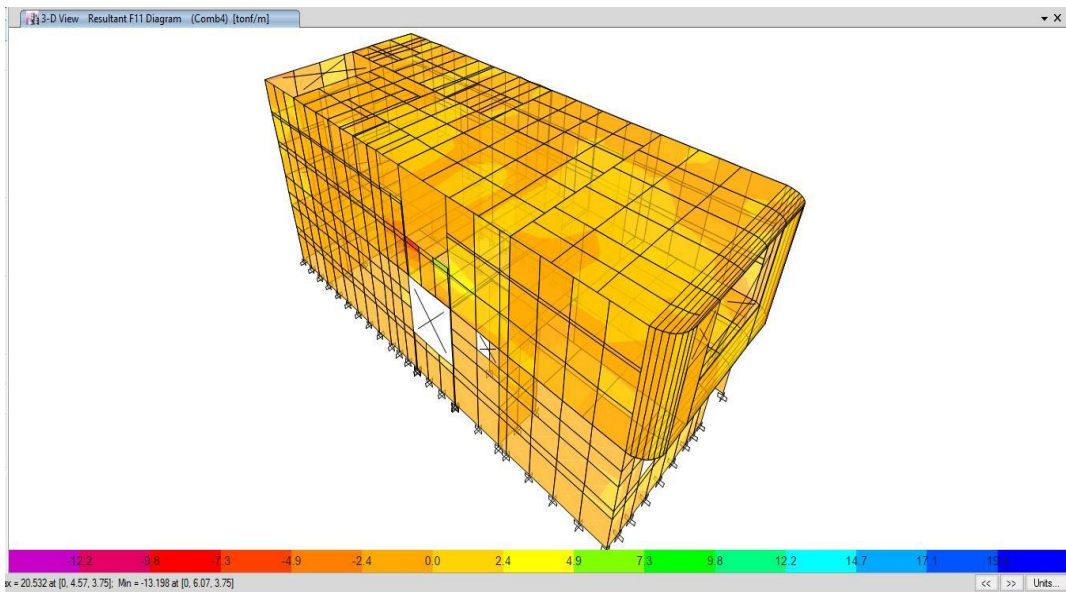 3-D View Resultant F11 Diagram (Comb4) [tonf/m]
-12.2 -9.8 -7.3 -4.9 -2.4 0.0 2.4 4.9 7.3 9.8 12.2 14.7 17.1
ax = 20.532 at [0, 4.57, 3.75]; Min = -13.198 at [0, 6.07, 3.75] << >> Units...